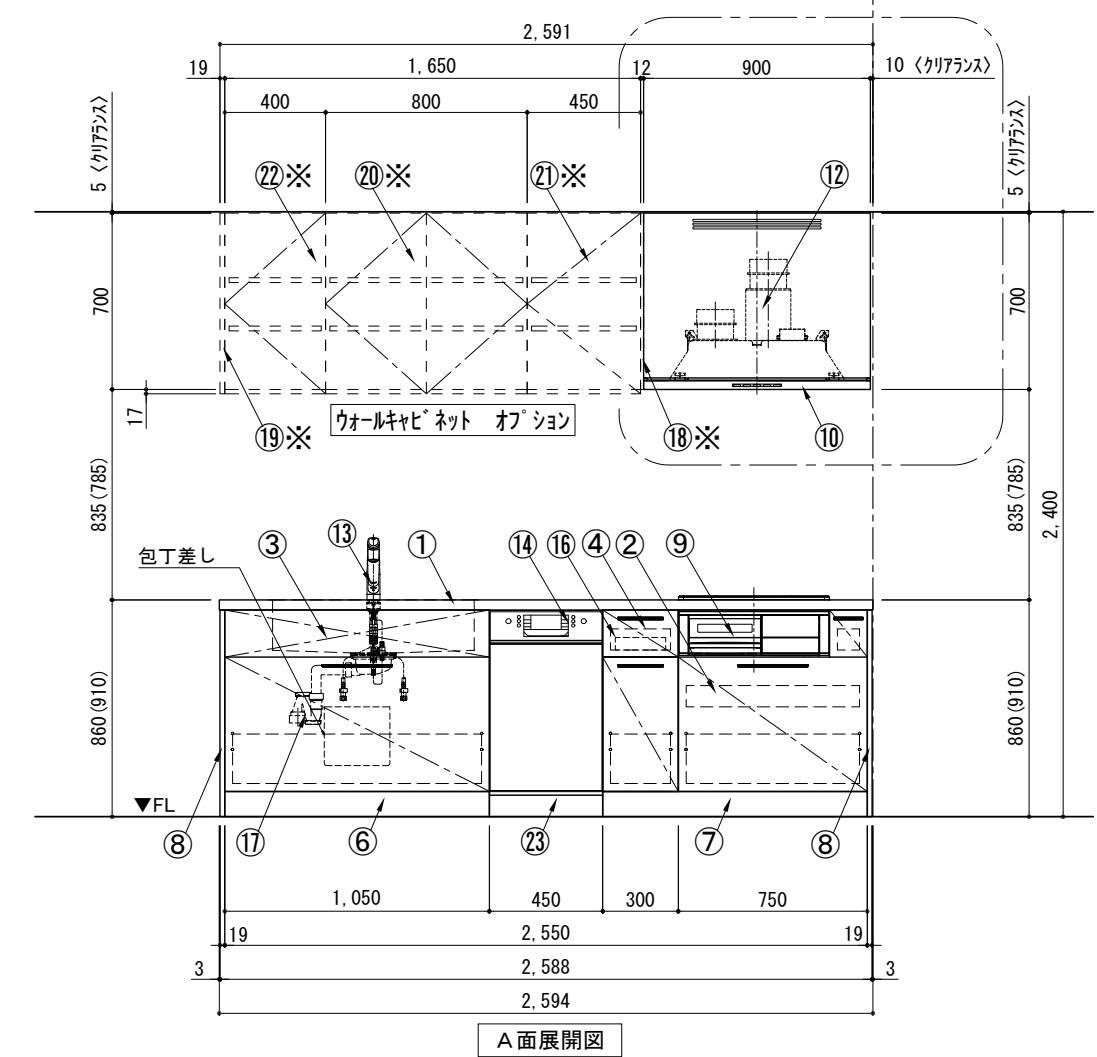 2,591
19 1,650 12 900 10 〈クリアランス〉
400 800 450
5 〈クリアランス〉
5 〈クリアランス〉
㉒※ ⑳※ ㉑※ ⑫
700
700
17
ウォールキャビネット オプション
⑲※ ⑱※ ⑩
835(785)
835(785)
2,400
包丁差し ③ ⑬ ① ⑭ ⑯ ④ ② ⑨
860(910)
860(910)
▼FL
⑧ ⑰ ⑥ ㉓ ⑦ ⑧
1,050 450 300 750
19 2,550 19
3 2,588 3
2,594
A面展開図